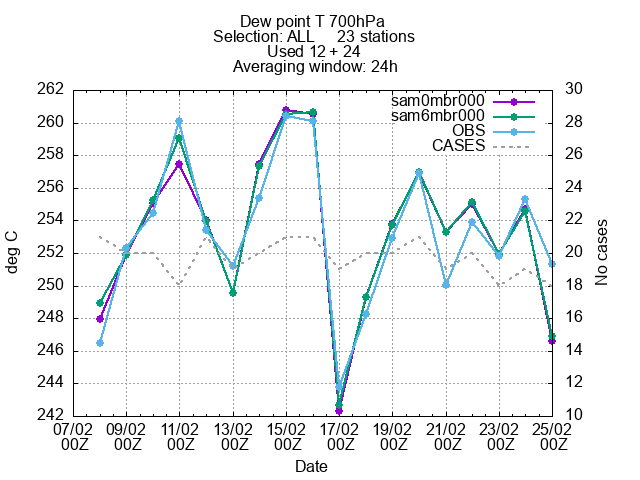 Dew point T 700hPa
Selection: ALL 23 stations
Used 12 + 24
Averaging window: 24h
262 30
sam0mbr000
260 sam6mbr000 28
OBS
258 CASES 26
256 24
254 22
252 20
250 18
248 16
246 14
244 12
242 10
deg C
No cases
07/02 09/02 11/02 13/02 15/02 17/02 19/02 21/02 23/02 25/02
00Z 00Z 00Z 00Z 00Z 00Z 00Z 00Z 00Z 00Z
Date